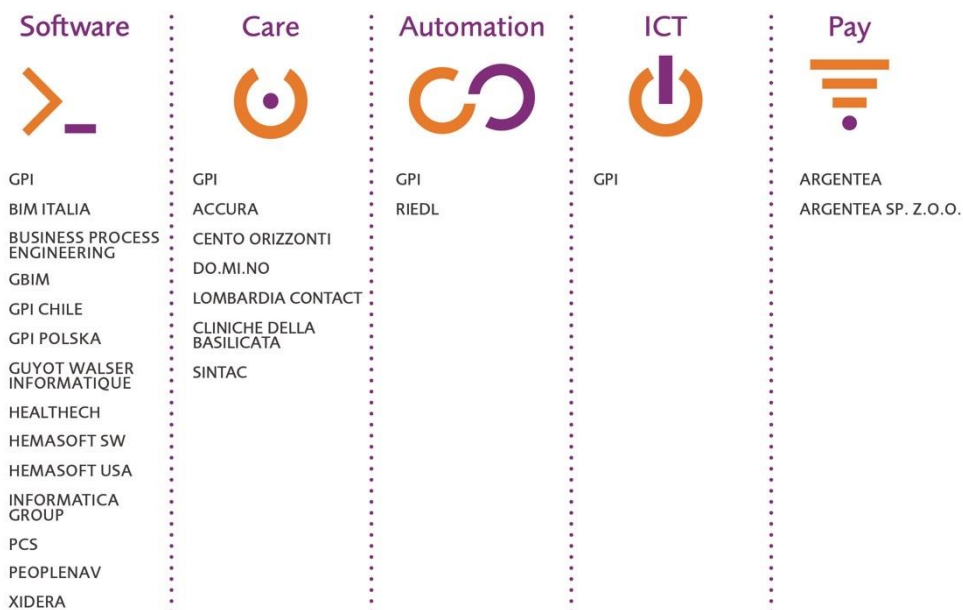 Software
Care
Automation
ICT
Pay
GPI
BIM ITALIA
BUSINESS PROCESS
ENGINEERING
GBIM
GPI CHILE
GPI POLSKA
GUYOT WALSER
INFORMATIQUE
HEALTHECH
HEMASOFT SW
HEMASOFT USA
INFORMATICA
GROUP
PCS
PEOPLENAV
XIDERA
GPI
ACCURA
CENTO ORIZZONTI
DO.MI.NO
LOMBARDIA CONTACT
CLINICHE DELLA
BASILICATA
SINTAC
GPI
RIEDL
GPI
ARGENTEA
ARGENTEA SP. Z.O.O.